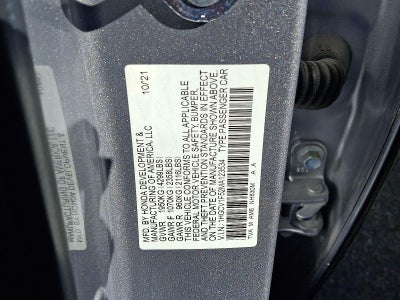 10/21
MFD. BY HONDA DEVELOPMENT &
MANUFACTURING OF AMERICA, LLC
GVWR 1950KG ( 4299LBS)
GAWR F 1070KG ( 2359LBS)
GAWR R 960KG ( 2116LBS)
THIS VEHICLE CONFORMS TO ALL APPLICABLE
FEDERAL MOTOR VEHICLE SAFETY, BUMPER,
AND THEFT PREVENTION STANDARDS IN EFFECT
ON THE DATE OF MANUFACTURE SHOWN ABOVE.
V.I.N.: TYPE: PASSENGER CAR
A A